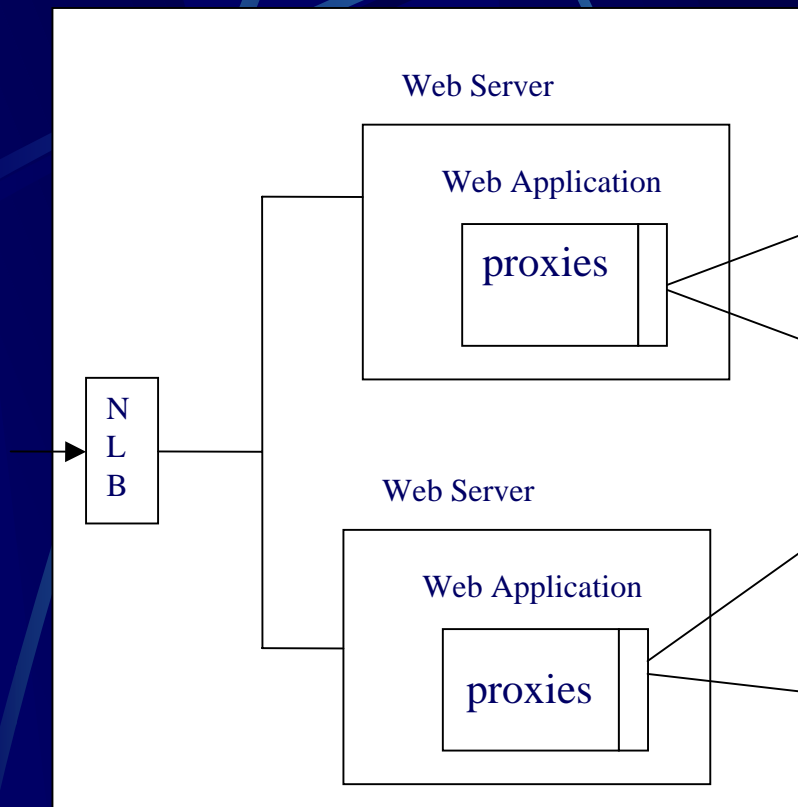 Web Server
Web Application
proxies
N
L
B
Web Server
Web Application
proxies